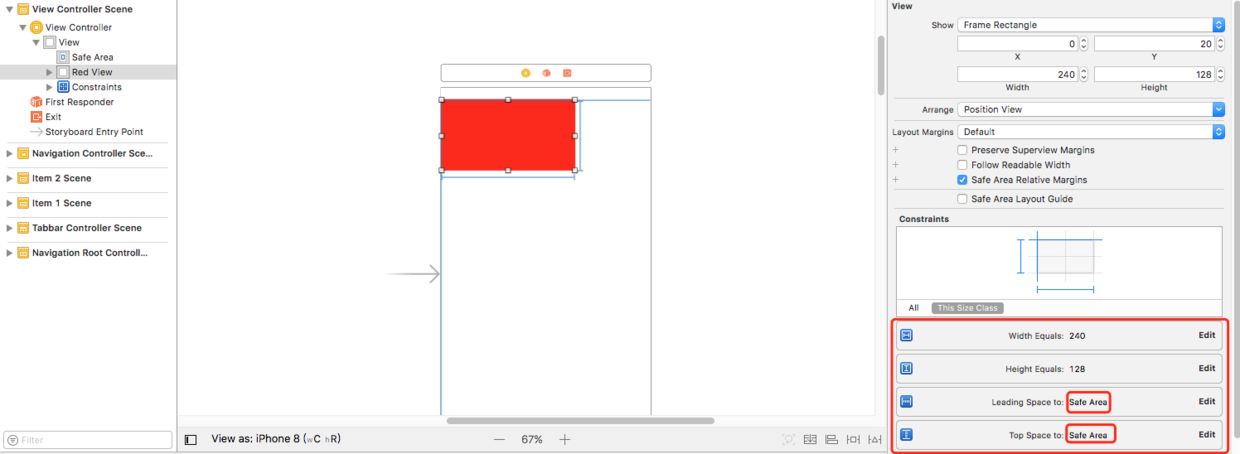 View Controller Scene
View Controller
View
Safe Area
Red View
Constraints
First Responder
Exit
Storyboard Entry Point
Navigation Controller Sce...
Item 2 Scene
Item 1 Scene
Tabbar Controller Scene
Navigation Root Controll...
Filter
View as: iPhone 8 (wC hR)
67%
View
Show Frame Rectangle
0 20
X Y
240 128
Width Height
Arrange Position View
Layout Margins Default
Preserve Superview Margins
Follow Readable Width
Safe Area Relative Margins
Safe Area Layout Guide
Constraints
All This Size Class
Width Equals: 240 Edit
Height Equals: 128 Edit
Leading Space to: Safe Area Edit
Top Space to: Safe Area Edit